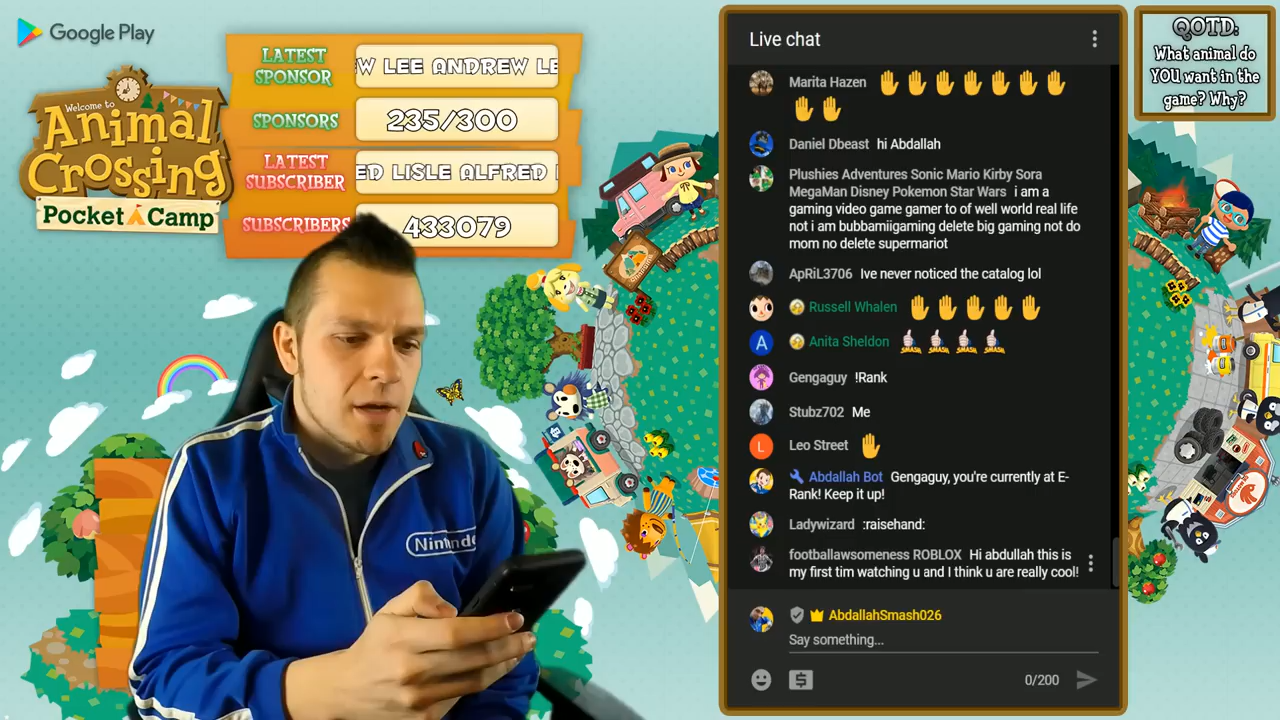 Google Play
Welcome to
Animal
Crossing
Pocket Camp
LATEST
SPONSOR
W LEE ANDREW LE
SPONSORS
235/300
LATEST
SUBSCRIBER
ED LISLE ALFRED
SUBSCRIBERS
433079
Nintendo
Live chat
Marita Hazen
Daniel Dbeast hi Abdallah
Plushies Adventures Sonic Mario Kirby Sora
MegaMan Disney Pokemon Star Wars i am a
gaming video game gamer to of well world real life
not i am bubbamiigaming delete big gaming not do
mom no delete supermariot
ApRiL3706 Ive never noticed the catalog lol
Russell Whalen
A Anita Sheldon SMASH SMASH SMASH SMASH
Gengaguy !Rank
Stubz702 Me
L Leo Street
Abdallah Bot Gengaguy, you're currently at E-
Rank! Keep it up!
Ladywizard :raisehand:
footballawsomeness ROBLOX Hi abdullah this is
my first tim watching u and I think u are really cool!
AbdallahSmash026
Say something...
0/200
QOTD:
What animal do
YOU want in the
game? Why?